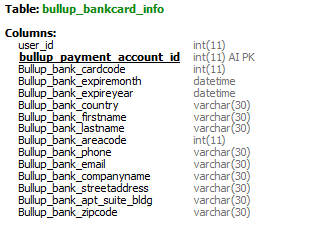 Table: bullup_bankcard_info
Columns:
user_id int(11)
bullup_payment_account_id int(11) AI PK
Bullup_bank_cardcode int(11)
Bullup_bank_expiremonth datetime
Bullup_bank_expireyear datetime
Bullup_bank_country varchar(30)
Bullup_bank_firstname varchar(30)
Bullup_bank_lastname varchar(30)
Bullup_bank_areacode int(11)
Bullup_bank_phone varchar(30)
Bullup_bank_email varchar(30)
Bullup_bank_companyname varchar(30)
Bullup_bank_streetaddress varchar(30)
Bullup_bank_apt_suite_bldg varchar(30)
Bullup_bank_zipcode varchar(30)